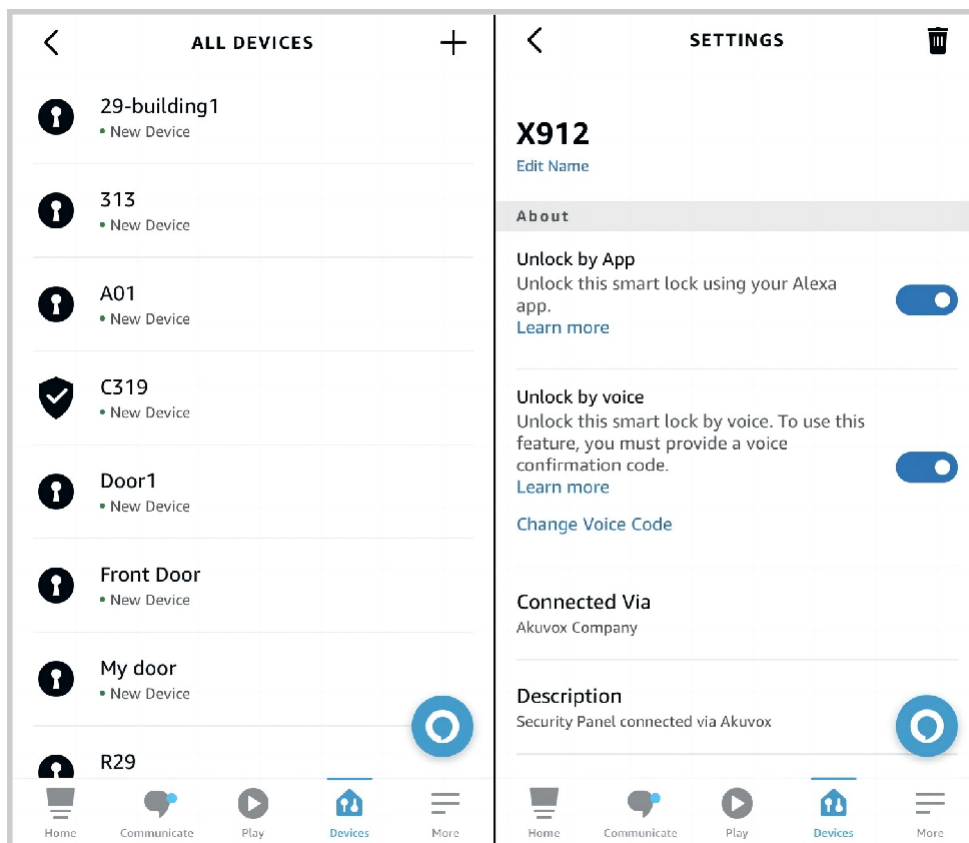 ALL DEVICES
29-building1
New Device
313
New Device
A01
New Device
C319
New Device
Door1
New Device
Front Door
New Device
My door
New Device
R29
Home
Communicate
Play
Devices
More
SETTINGS
X912
Edit Name
About
Unlock by App
Unlock this smart lock using your Alexa
app.
Learn more
Unlock by voice
Unlock this smart lock by voice. To use this
feature, you must provide a voice
confirmation code.
Learn more
Change Voice Code
Connected Via
Akuvox Company
Description
Security Panel connected via Akuvox
Home
Communicate
Play
Devices
More